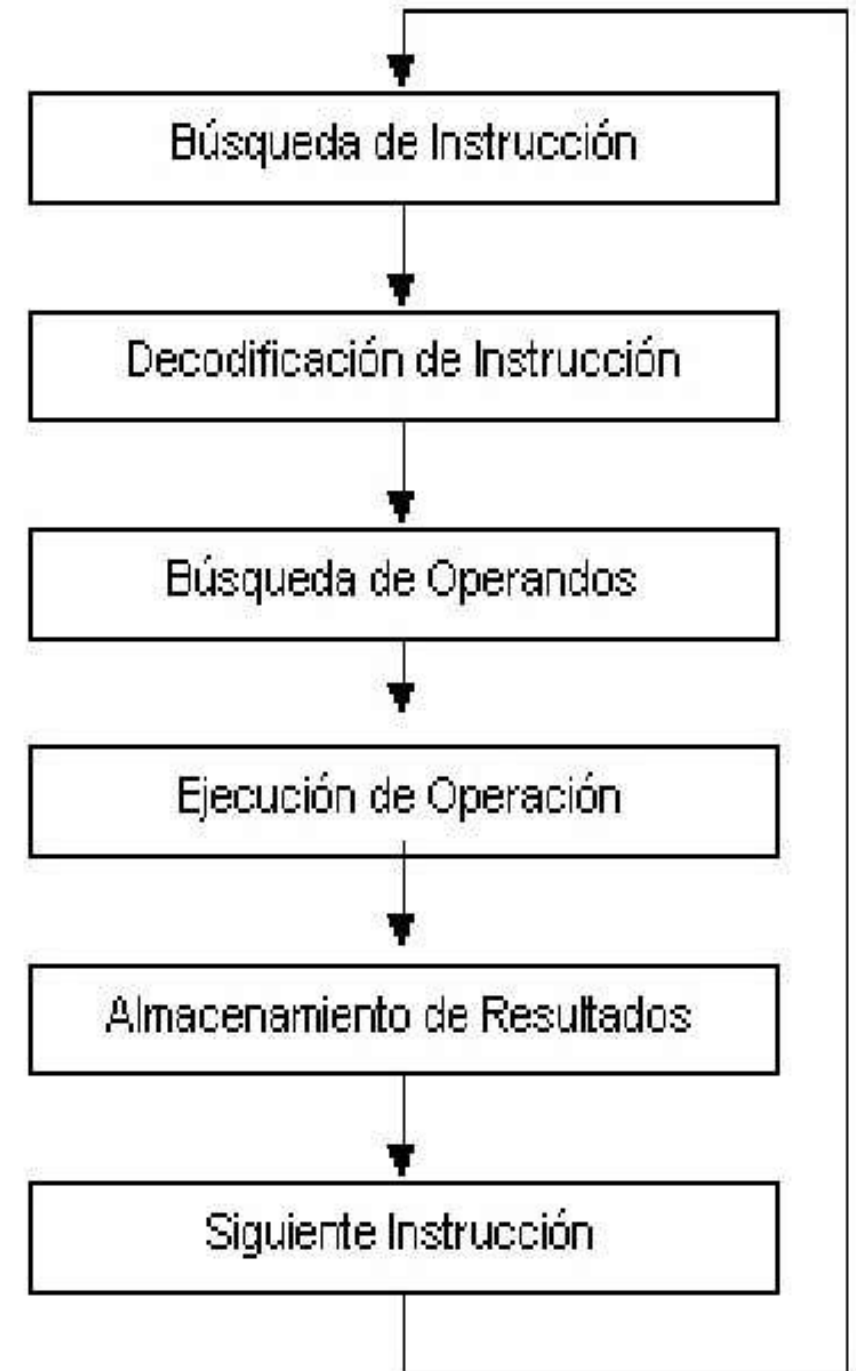 Búsqueda de Instrucción
Decodificación de Instrucción
Búsqueda de Operandos
Ejecución de Operación
Almacenamiento de Resultados
Siguiente Instrucción